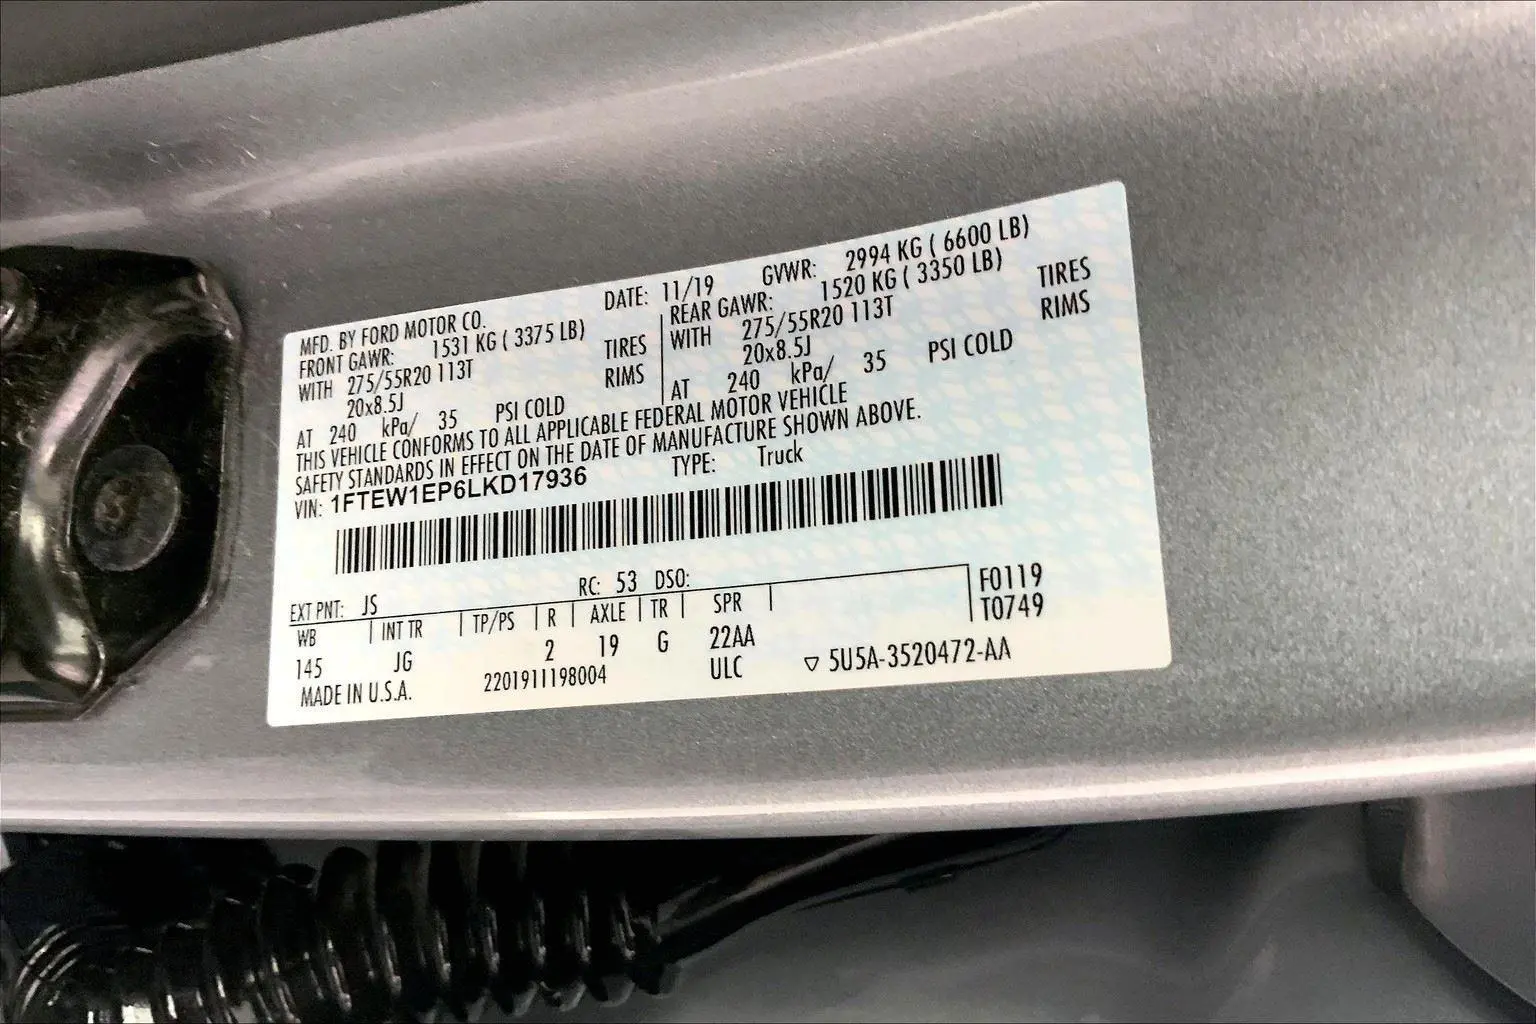 MFD. BY FORD MOTOR CO. DATE: 11/19 GVWR: 2994 KG ( 6600 LB)
FRONT GAWR: 1531 KG ( 3375 LB) REAR GAWR: 1520 KG ( 3350 LB)
WITH 275/55R20 113T TIRES WITH 275/55R20 113T TIRES
20x8.5J RIMS 20x8.5J RIMS
AT 240 kPa/ 35 PSI COLD AT 240 kPa/ 35 PSI COLD
THIS VEHICLE CONFORMS TO ALL APPLICABLE FEDERAL MOTOR VEHICLE
SAFETY STANDARDS IN EFFECT ON THE DATE OF MANUFACTURE SHOWN ABOVE.
VIN: 1FTEW1EP6LKD17936 TYPE: Truck
EXT PNT: JS RC: 53 DSO: F0119
WB INT TR TP/PS R AXLE TR SPR T0749
145 JG 2 19 G 22AA
MADE IN U.S.A. 2201911198004 ULC ▽ 5U5A-3520472-AA